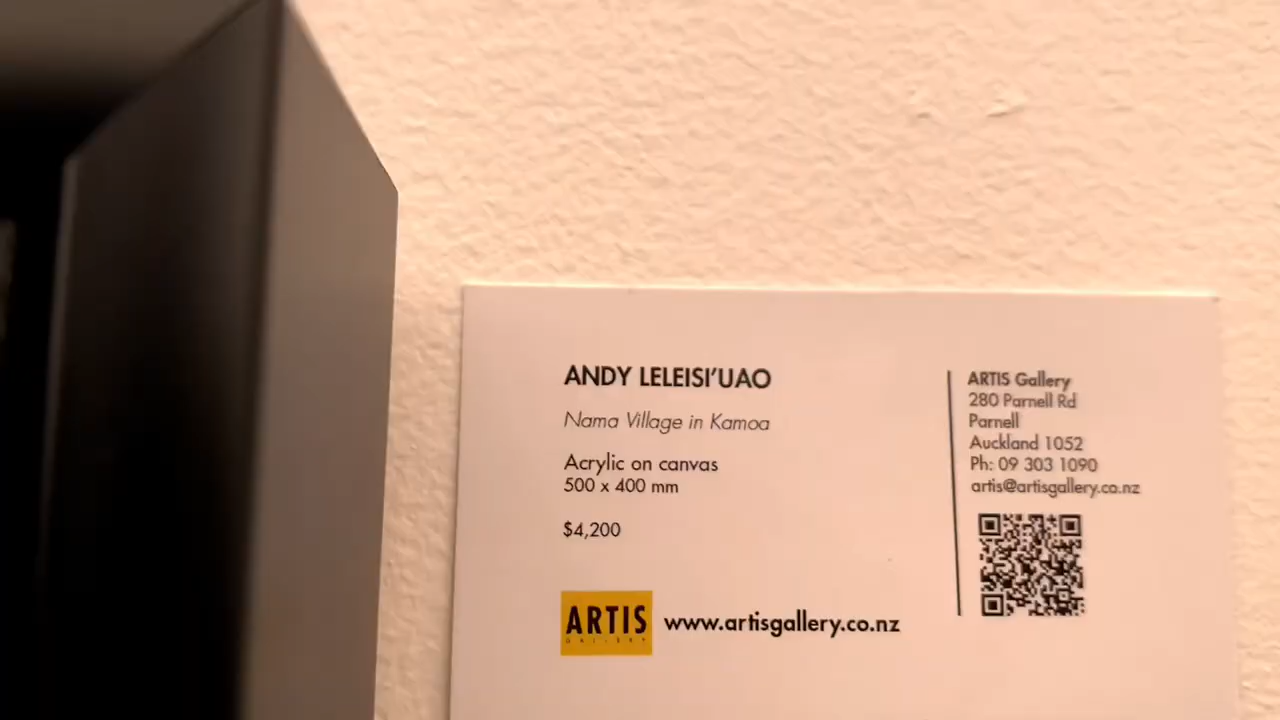 ANDY LELEISI'UAO
Nama Village in Kamoa
Acrylic on canvas
500 x 400 mm
$4,200
ARTIS
GALLERY
www.artisgallery.co.nz
ARTIS Gallery
280 Parnell Rd
Parnell
Auckland 1052
Ph: 09 303 1090
artis@artisgallery.co.nz